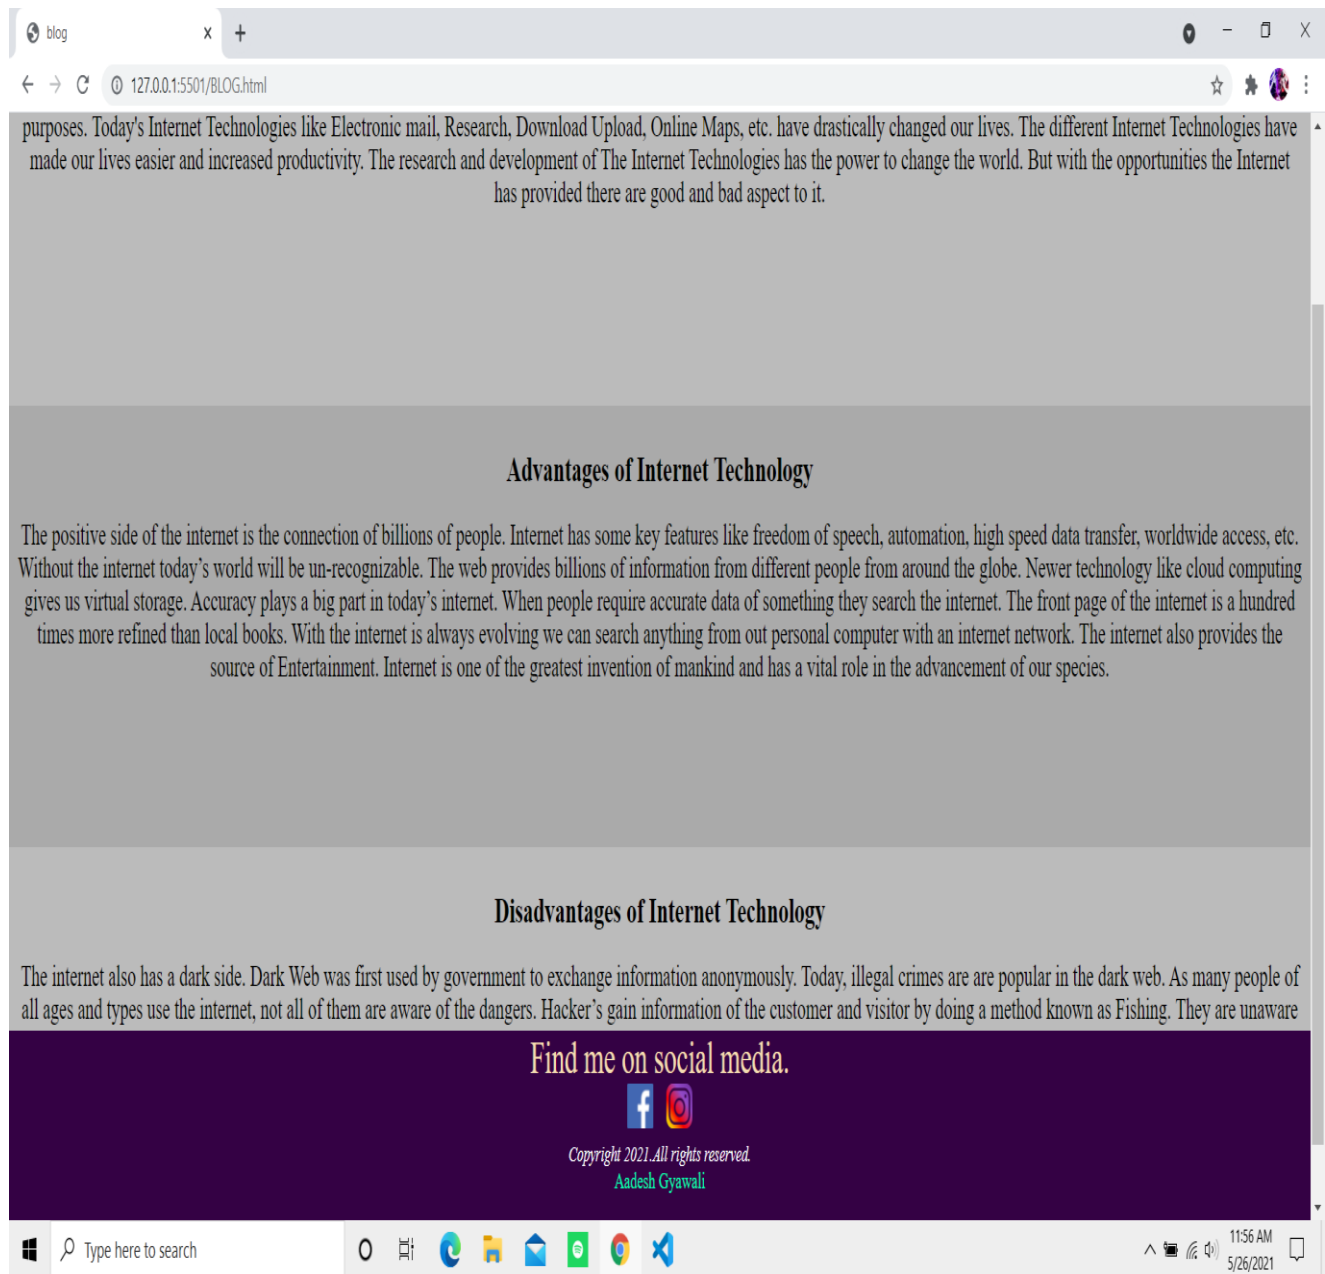 blog
127.0.0.1:5501/BLOG.html
purposes. Today's Internet Technologies like Electronic mail, Research, Download Upload, Online Maps, etc. have drastically changed our lives. The different Internet Technologies have
made our lives easier and increased productivity. The research and development of The Internet Technologies has the power to change the world. But with the opportunities the Internet
has provided there are good and bad aspect to it.
Advantages of Internet Technology
The positive side of the internet is the connection of billions of people. Internet has some key features like freedom of speech, automation, high speed data transfer, worldwide access, etc.
Without the internet today’s world will be un-recognizable. The web provides billions of information from different people from around the globe. Newer technology like cloud computing
gives us virtual storage. Accuracy plays a big part in today’s internet. When people require accurate data of something they search the internet. The front page of the internet is a hundred
times more refined than local books. With the internet is always evolving we can search anything from out personal computer with an internet network. The internet also provides the
source of Entertainment. Internet is one of the greatest invention of mankind and has a vital role in the advancement of our species.
Disadvantages of Internet Technology
The internet also has a dark side. Dark Web was first used by government to exchange information anonymously. Today, illegal crimes are are popular in the dark web. As many people of
all ages and types use the internet, not all of them are aware of the dangers. Hacker’s gain information of the customer and visitor by doing a method known as Fishing. They are unaware
Find me on social media.
Copyright 2021.All rights reserved.
Aadesh Gyawali
Type here to search
11:56 AM
5/26/2021